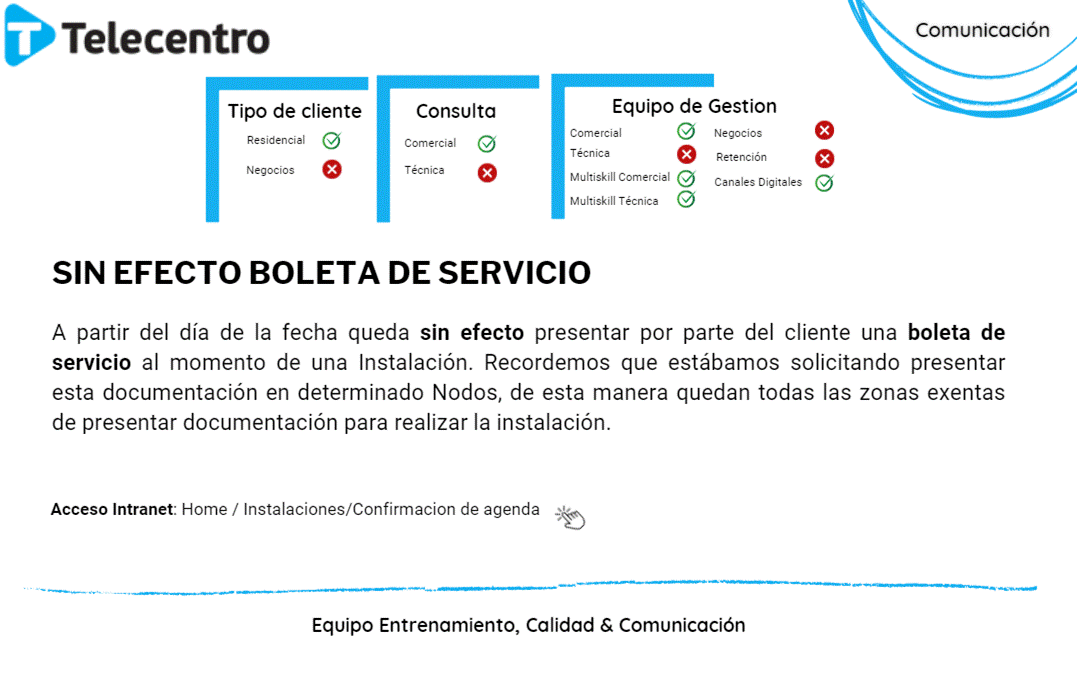 Telecentro
Comunicación
Tipo de cliente
Residencial
Negocios
Consulta
Comercial
Técnica
Equipo de Gestion
Comercial
Técnica
Multiskill Comercial
Multiskill Técnica
Negocios
Retención
Canales Digitales
SIN EFECTO BOLETA DE SERVICIO
A partir del día de la fecha queda sin efecto presentar por parte del cliente una boleta de
servicio al momento de una Instalación. Recordemos que estábamos solicitando presentar
esta documentación en determinado Nodos, de esta manera quedan todas las zonas exentas
de presentar documentación para realizar la instalación.
Acceso Intranet: Home / Instalaciones/Confirmacion de agenda
Equipo Entrenamiento, Calidad & Comunicación